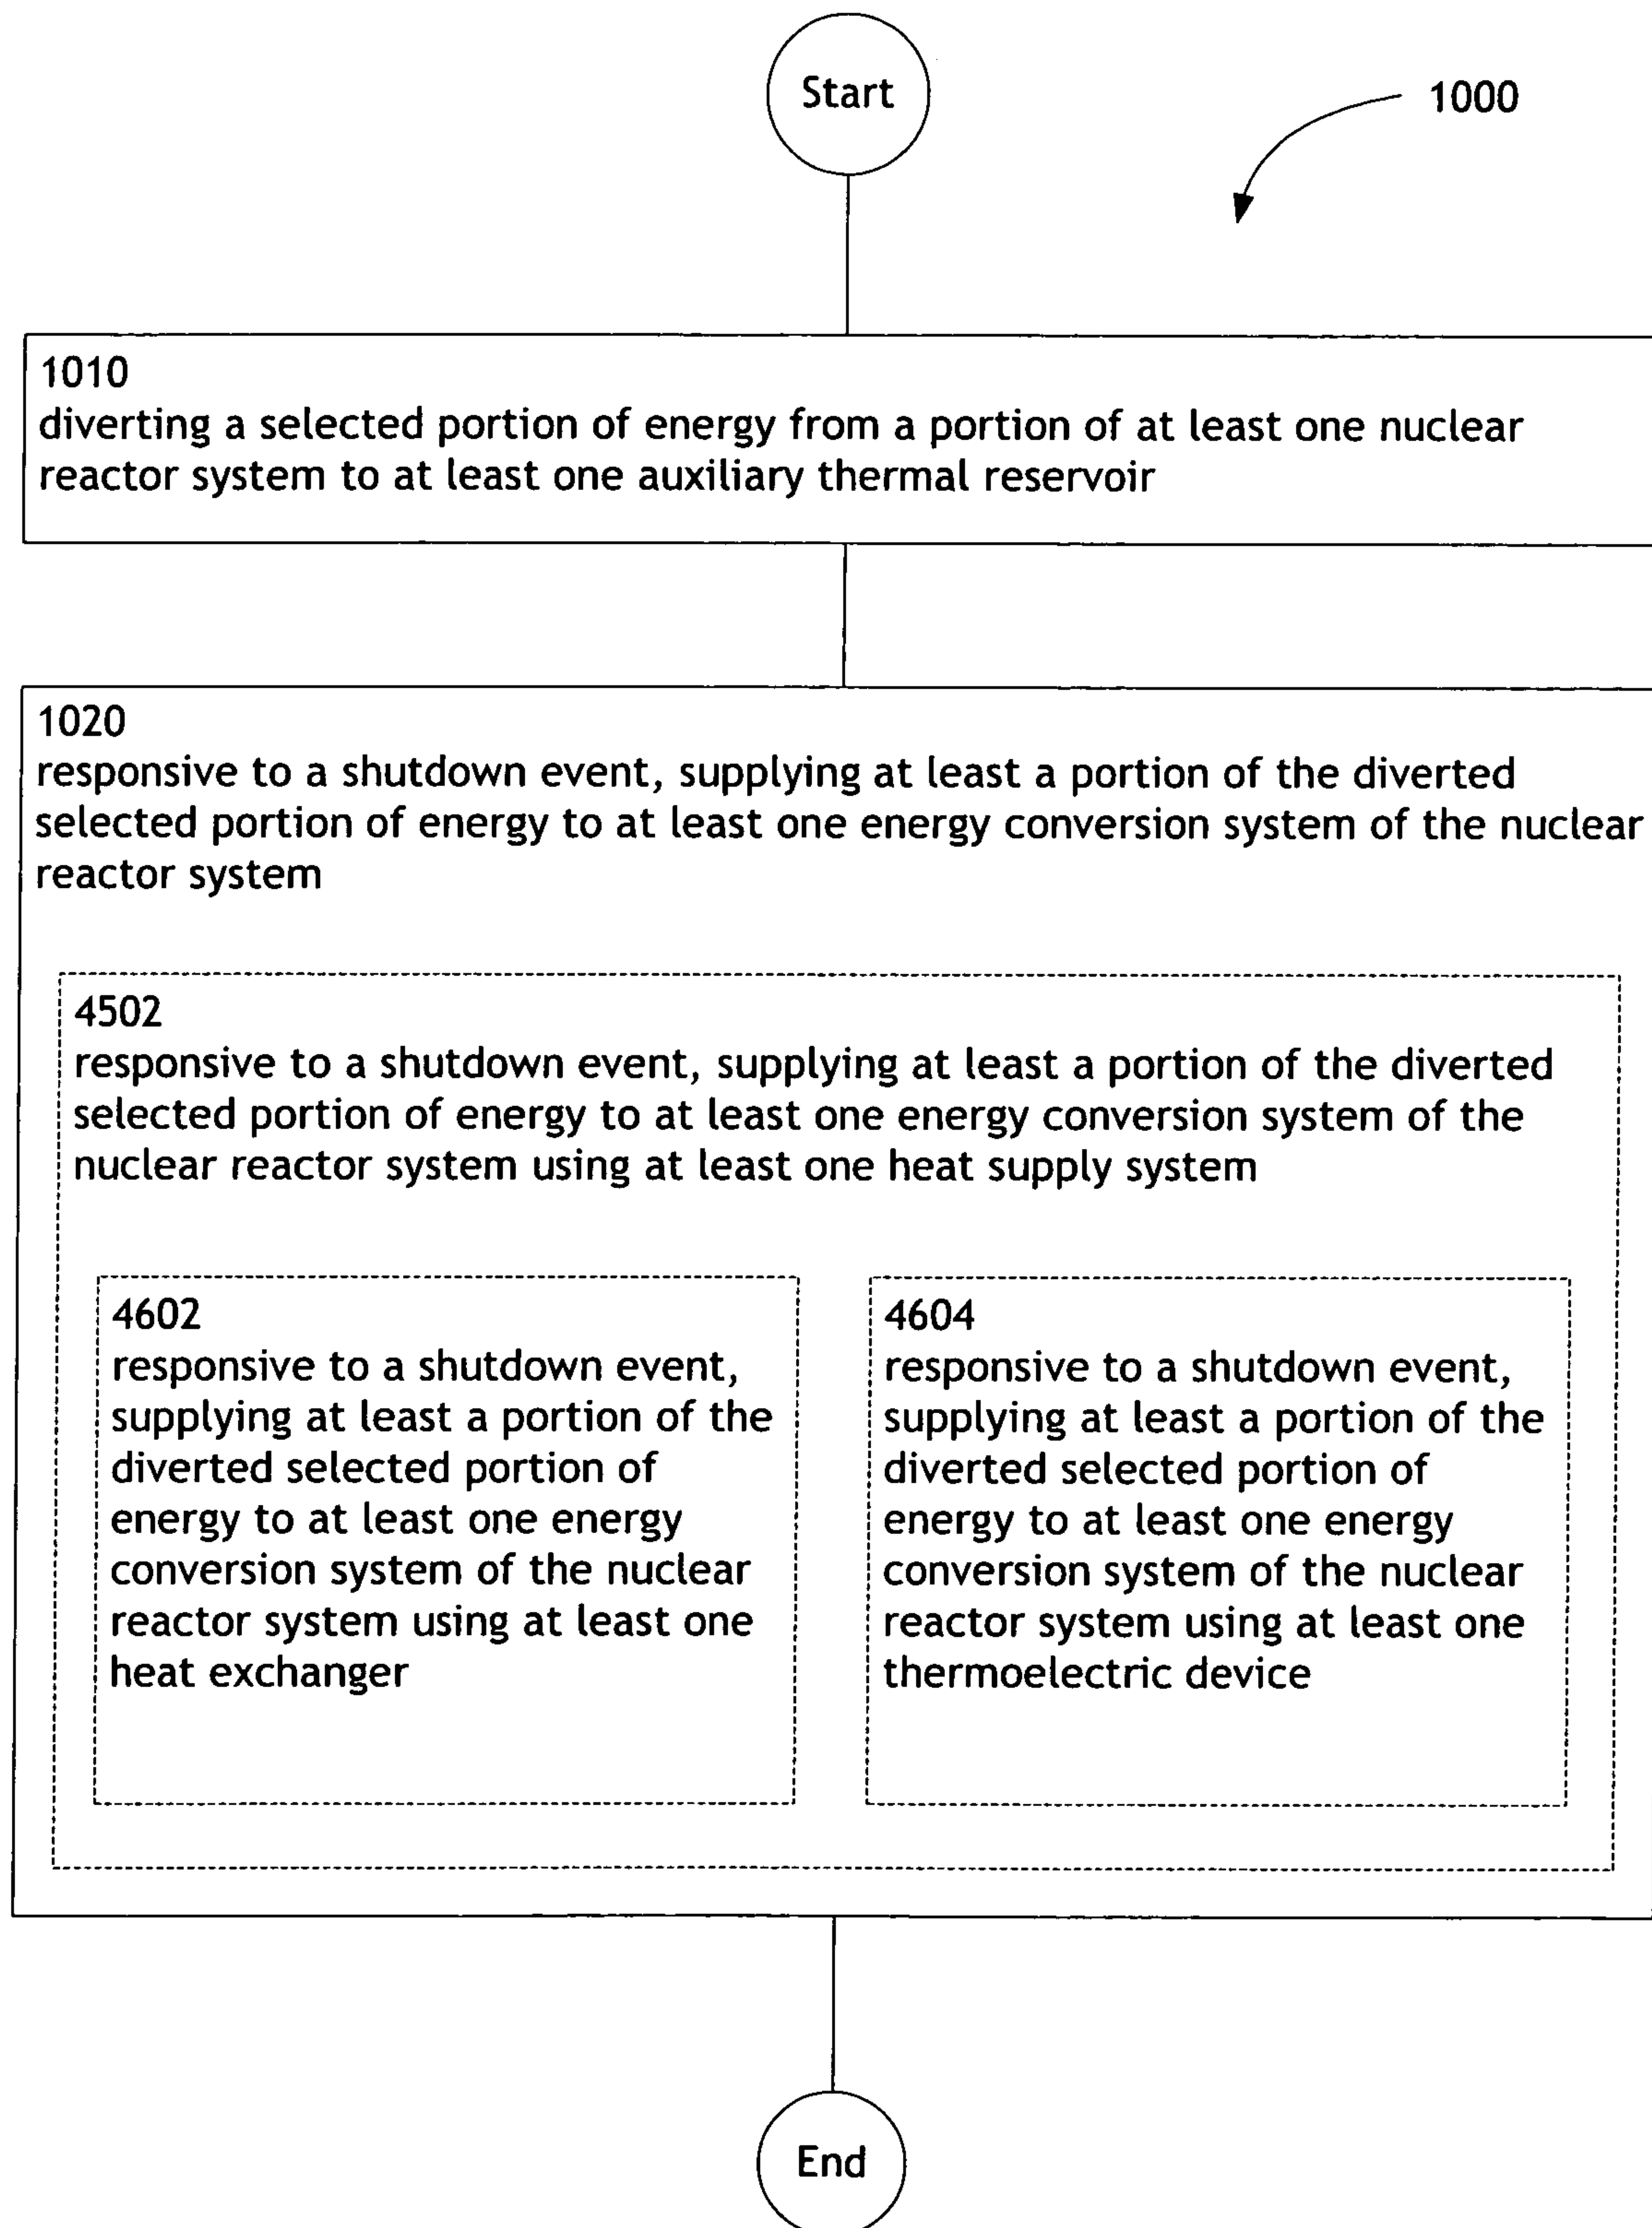 Start
1000
1010
diverting a selected portion of energy from a portion of at least one nuclear
reactor system to at least one auxiliary thermal reservoir
1020
responsive to a shutdown event, supplying at least a portion of the diverted
selected portion of energy to at least one energy conversion system of the nuclear
reactor system
4502
responsive to a shutdown event, supplying at least a portion of the diverted
selected portion of energy to at least one energy conversion system of the
nuclear reactor system using at least one heat supply system
4602
responsive to a shutdown event,
supplying at least a portion of the
diverted selected portion of
energy to at least one energy
conversion system of the nuclear
reactor system using at least one
heat exchanger
4604
responsive to a shutdown event,
supplying at least a portion of the
diverted selected portion of
energy to at least one energy
conversion system of the nuclear
reactor system using at least one
thermoelectric device
End